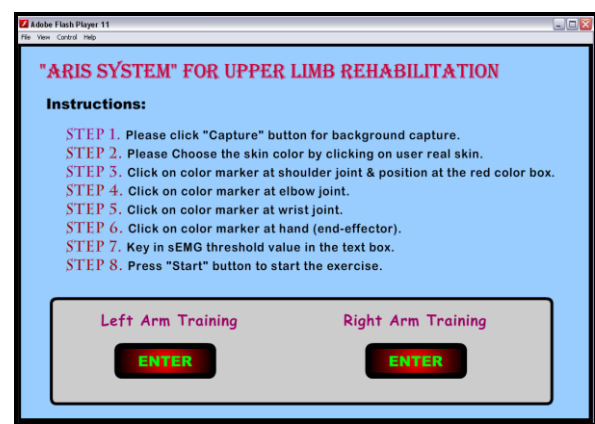 Adobe Flash Player 11
File View Control Help
"ARIS SYSTEM" FOR UPPER LIMB REHABILITATION
Instructions:
STEP 1. Please click "Capture" button for background capture.
STEP 2. Please Choose the skin color by clicking on user real skin.
STEP 3. Click on color marker at shoulder joint & position at the red color box.
STEP 4. Click on color marker at elbow joint.
STEP 5. Click on color marker at wrist joint.
STEP 6. Click on color marker at hand (end-effector).
STEP 7. Key in sEMG threshold value in the text box.
STEP 8. Press "Start" button to start the exercise.
Left Arm Training Right Arm Training
ENTER ENTER